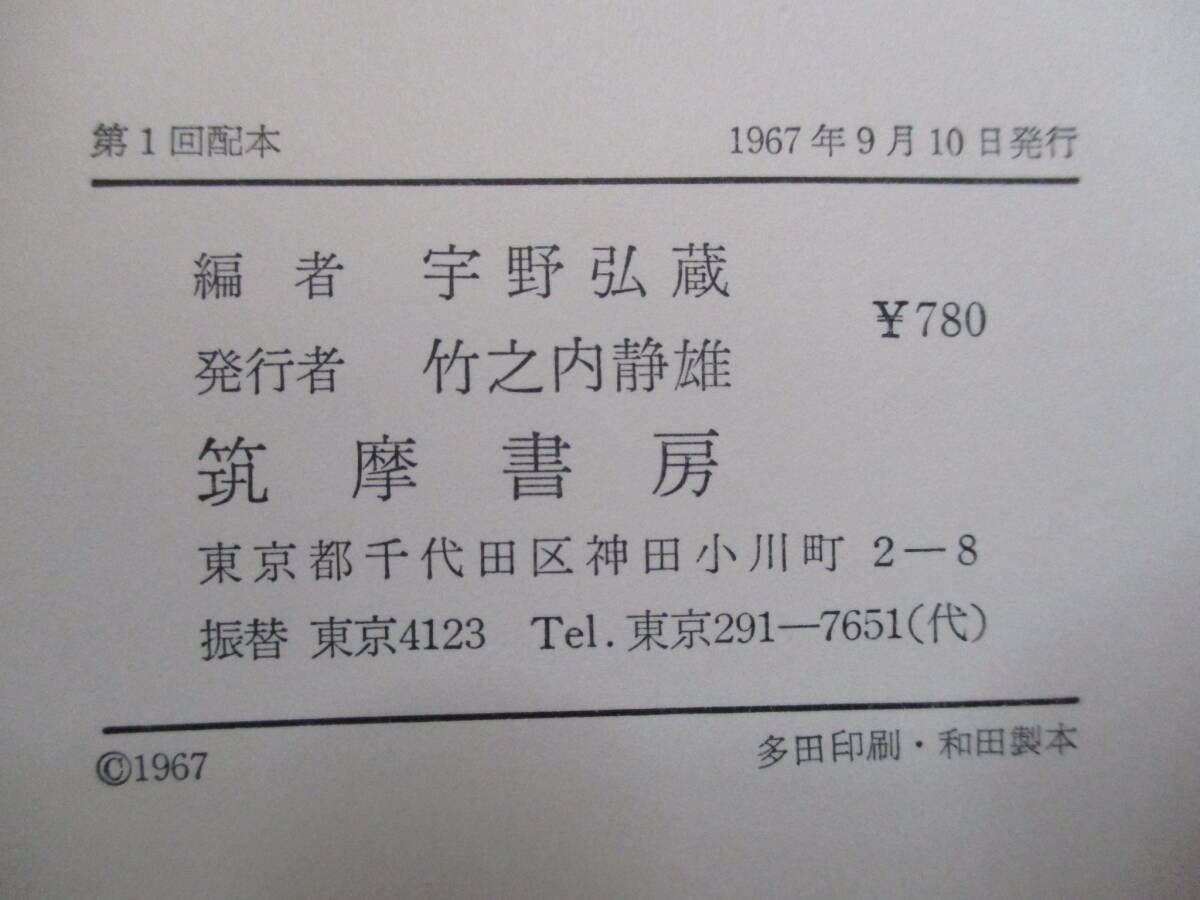 第1回配本 1967年9月10日発行
編者 宇野弘蔵
¥780
発行者 竹之内静雄
筑摩書房
東京都千代田区神田小川町 2―8
振替 東京4123 Tel. 東京291―7651(代)
©1967 多田印刷・和田製本